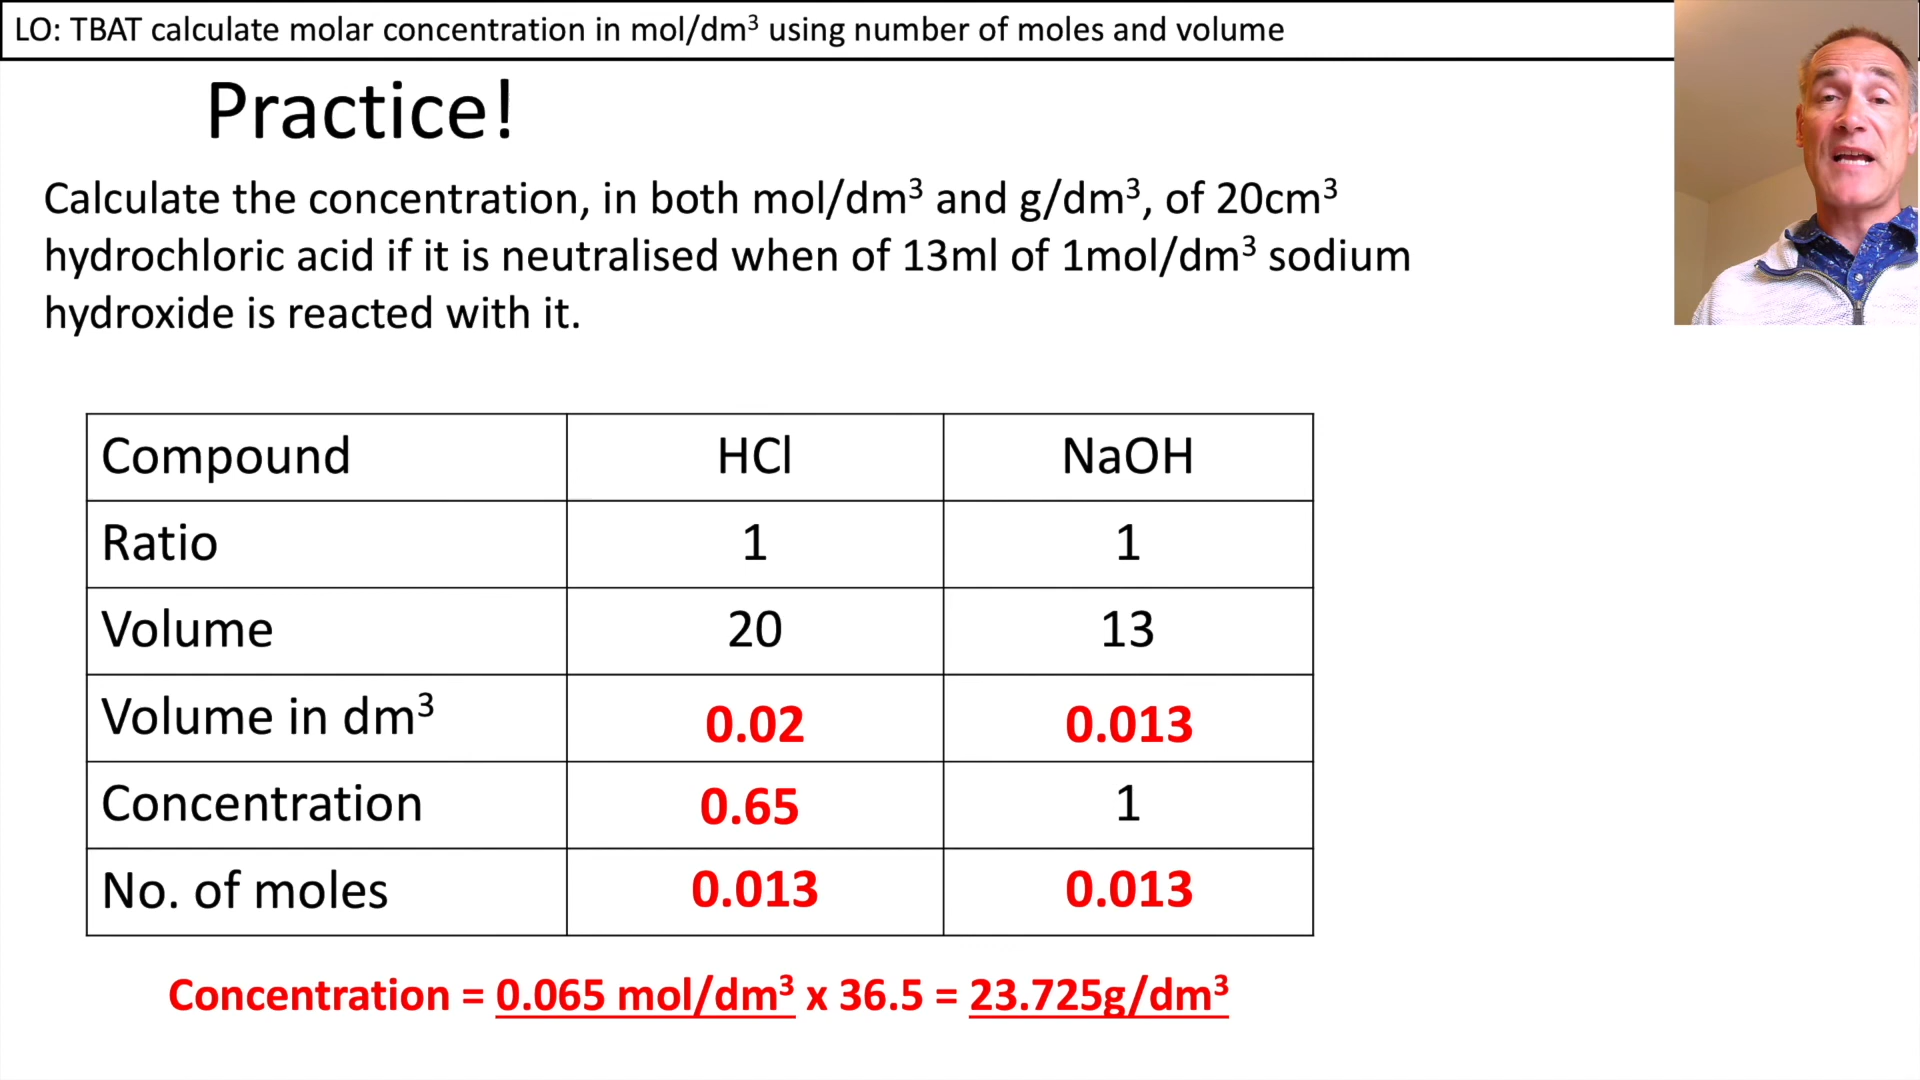 LO: TBAT calculate molar concentration in mol/dm³ using number of moles and volume
Practice!
Calculate the concentration, in both mol/dm³ and g/dm³, of 20cm³
hydrochloric acid if it is neutralised when of 13ml of 1mol/dm³ sodium
hydroxide is reacted with it.
Compound HCl NaOH
Ratio 1 1
Volume 20 13
Volume in dm³ 0.02 0.013
Concentration 0.65 1
No. of moles 0.013 0.013
Concentration = 0.065 mol/dm³ x 36.5 = 23.725g/dm³